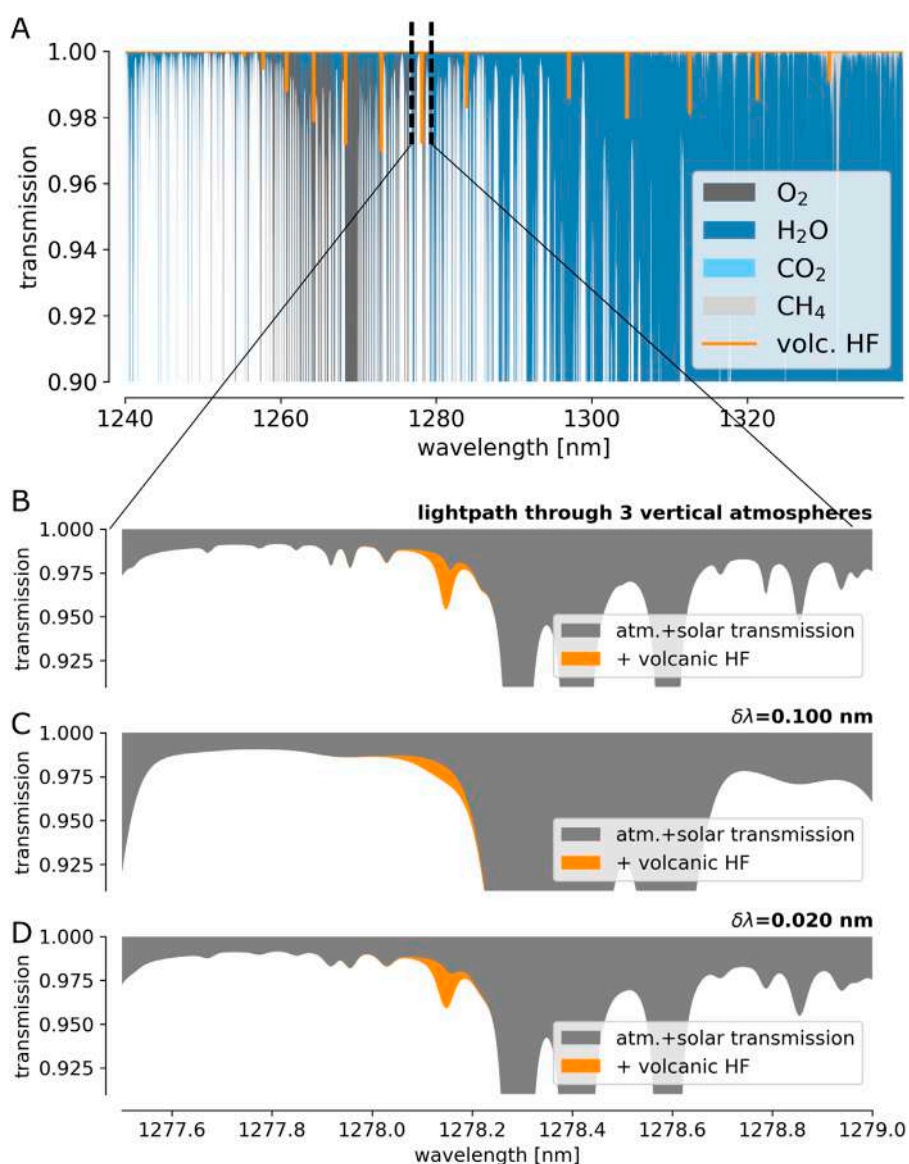 A
1.00
0.98
0.96
0.94
0.92
0.90
transmission
O₂
H₂O
CO₂
CH₄
volc. HF
1240 1260 1280 1300 1320
wavelength [nm]
B
lightpath through 3 vertical atmospheres
1.000
0.975
0.950
0.925
transmission
atm.+solar transmission
+ volcanic HF
C
δλ=0.100 nm
1.000
0.975
0.950
0.925
transmission
atm.+solar transmission
+ volcanic HF
D
δλ=0.020 nm
1.000
0.975
0.950
0.925
transmission
atm.+solar transmission
+ volcanic HF
1277.6 1277.8 1278.0 1278.2 1278.4 1278.6 1278.8 1279.0
wavelength [nm]